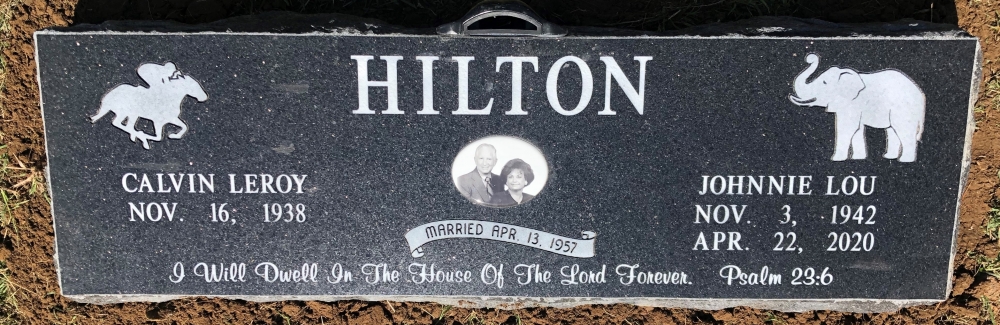 HILTON
CALVIN LEROY
NOV. 16, 1938
JOHNNIE LOU
NOV. 3, 1942
APR. 22, 2020
MARRIED APR. 13, 1957
I Will Dwell In The House Of The Lord Forever. Psalm 23:6